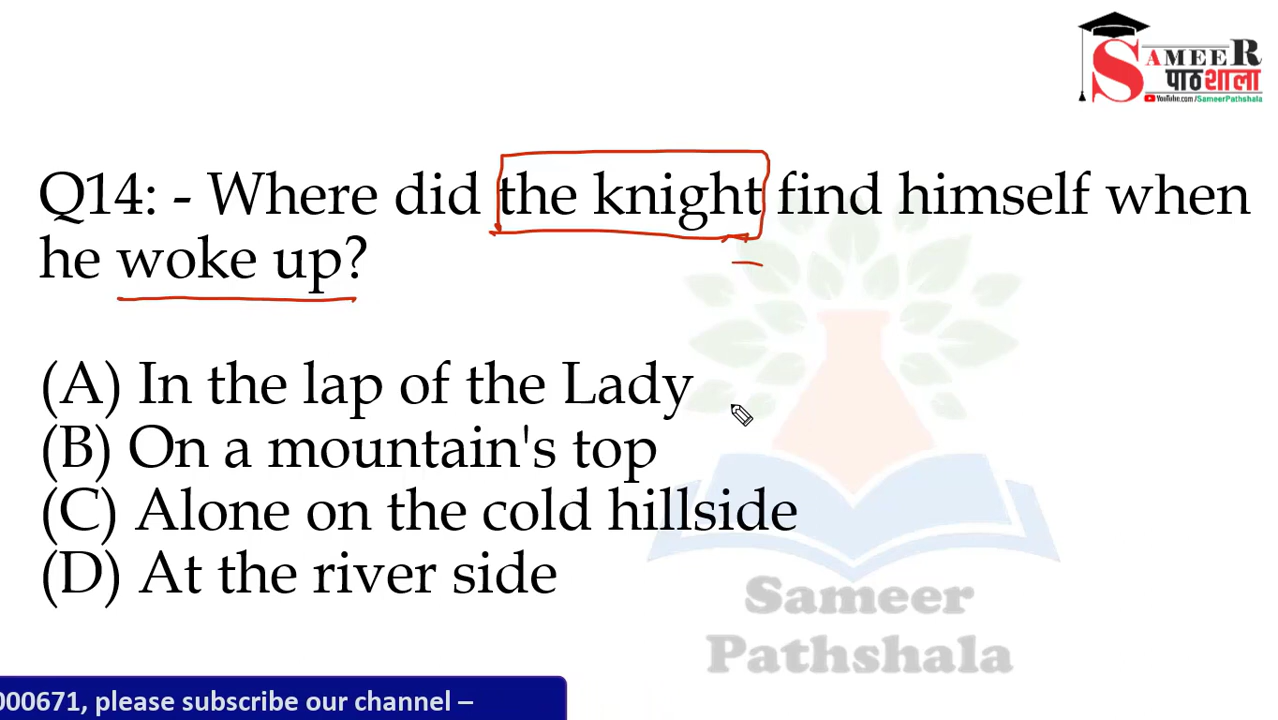 SAMEER
पाठशाला
YouTube.com/SameerPathshala
Q14: - Where did the knight find himself when
he woke up?
(A) In the lap of the Lady
(B) On a mountain's top
(C) Alone on the cold hillside
(D) At the river side
Sameer
Pathshala
000671, please subscribe our channel –